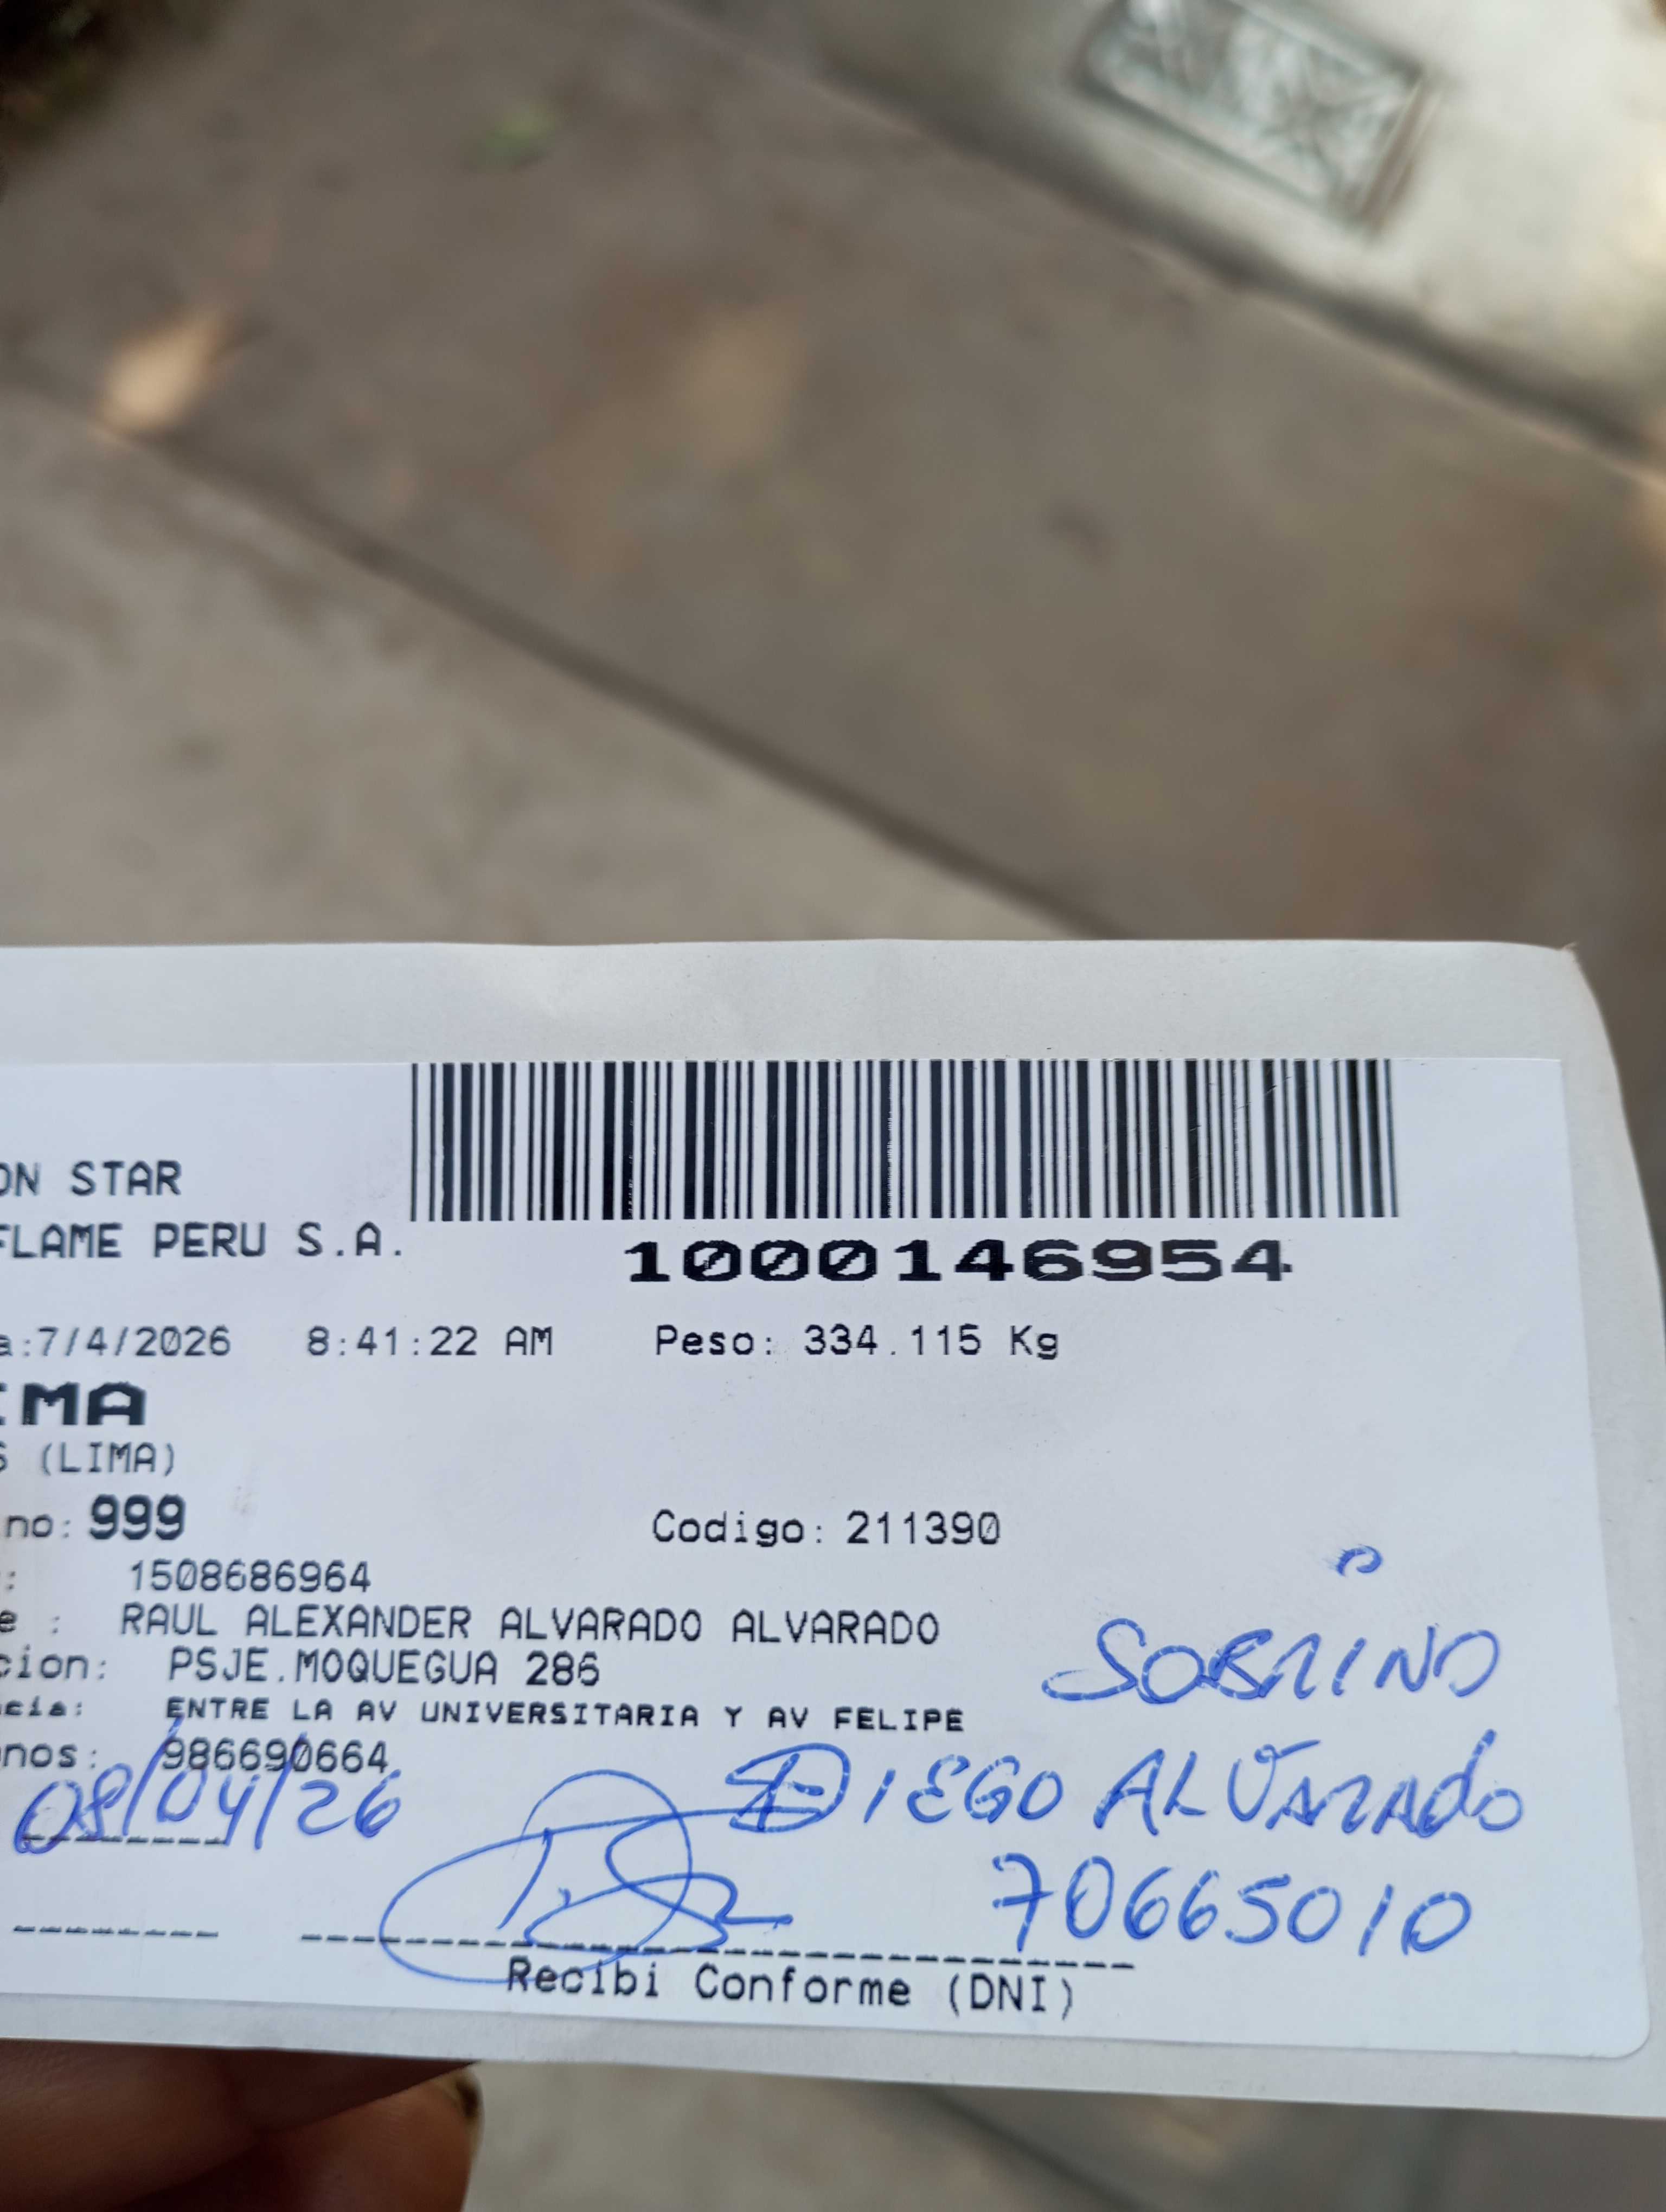 ON STAR
FLAME PERU S.A.
1000146954
a:7/4/2026 8:41:22 AM Peso: 334.115 Kg
IMA
S (LIMA)
no: 999 Codigo: 211390
: 1508686964
e : RAUL ALEXANDER ALVARADO ALVARADO
cion: PSJE.MOQUEGUA 286
ncia: ENTRE LA AV UNIVERSITARIA Y AV FELIPE
nos: 986690664
SOBRINO
08/04/26
DIEGO ALVARADO
70665010
Recibi Conforme (DNI)